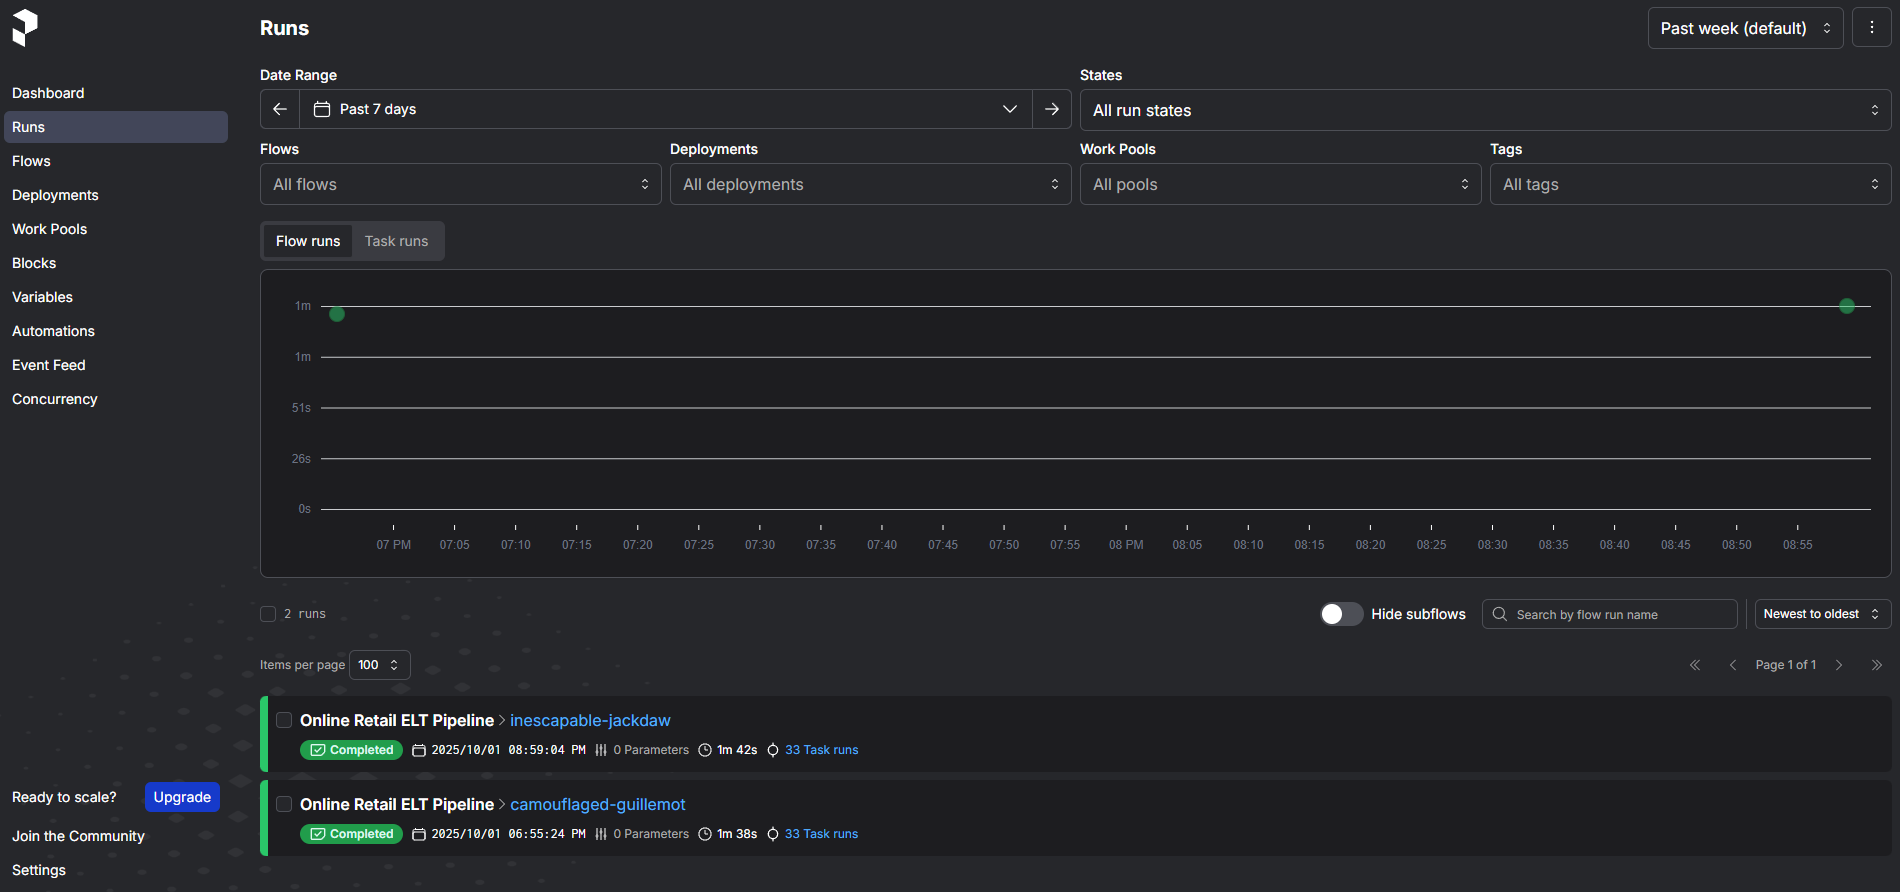 Runs
Past week (default)
Dashboard
Runs
Flows
Deployments
Work Pools
Blocks
Variables
Automations
Event Feed
Concurrency
Ready to scale? Upgrade
Join the Community
Settings
Date Range
Past 7 days
States
All run states
Flows
All flows
Deployments
All deployments
Work Pools
All pools
Tags
All tags
Flow runs Task runs
1m
1m
51s
26s
0s
07 PM 07:05 07:10 07:15 07:20 07:25 07:30 07:35 07:40 07:45 07:50 07:55 08 PM 08:05 08:10 08:15 08:20 08:25 08:30 08:35 08:40 08:45 08:50 08:55
2 runs Hide subflows Search by flow run name Newest to oldest
Items per page 100 Page 1 of 1
Online Retail ELT Pipeline inescapable-jackdaw
Completed 2025/10/01 08:59:04 PM 0 Parameters 1m 42s 33 Task runs
Online Retail ELT Pipeline camouflaged-guillemot
Completed 2025/10/01 06:55:24 PM 0 Parameters 1m 38s 33 Task runs